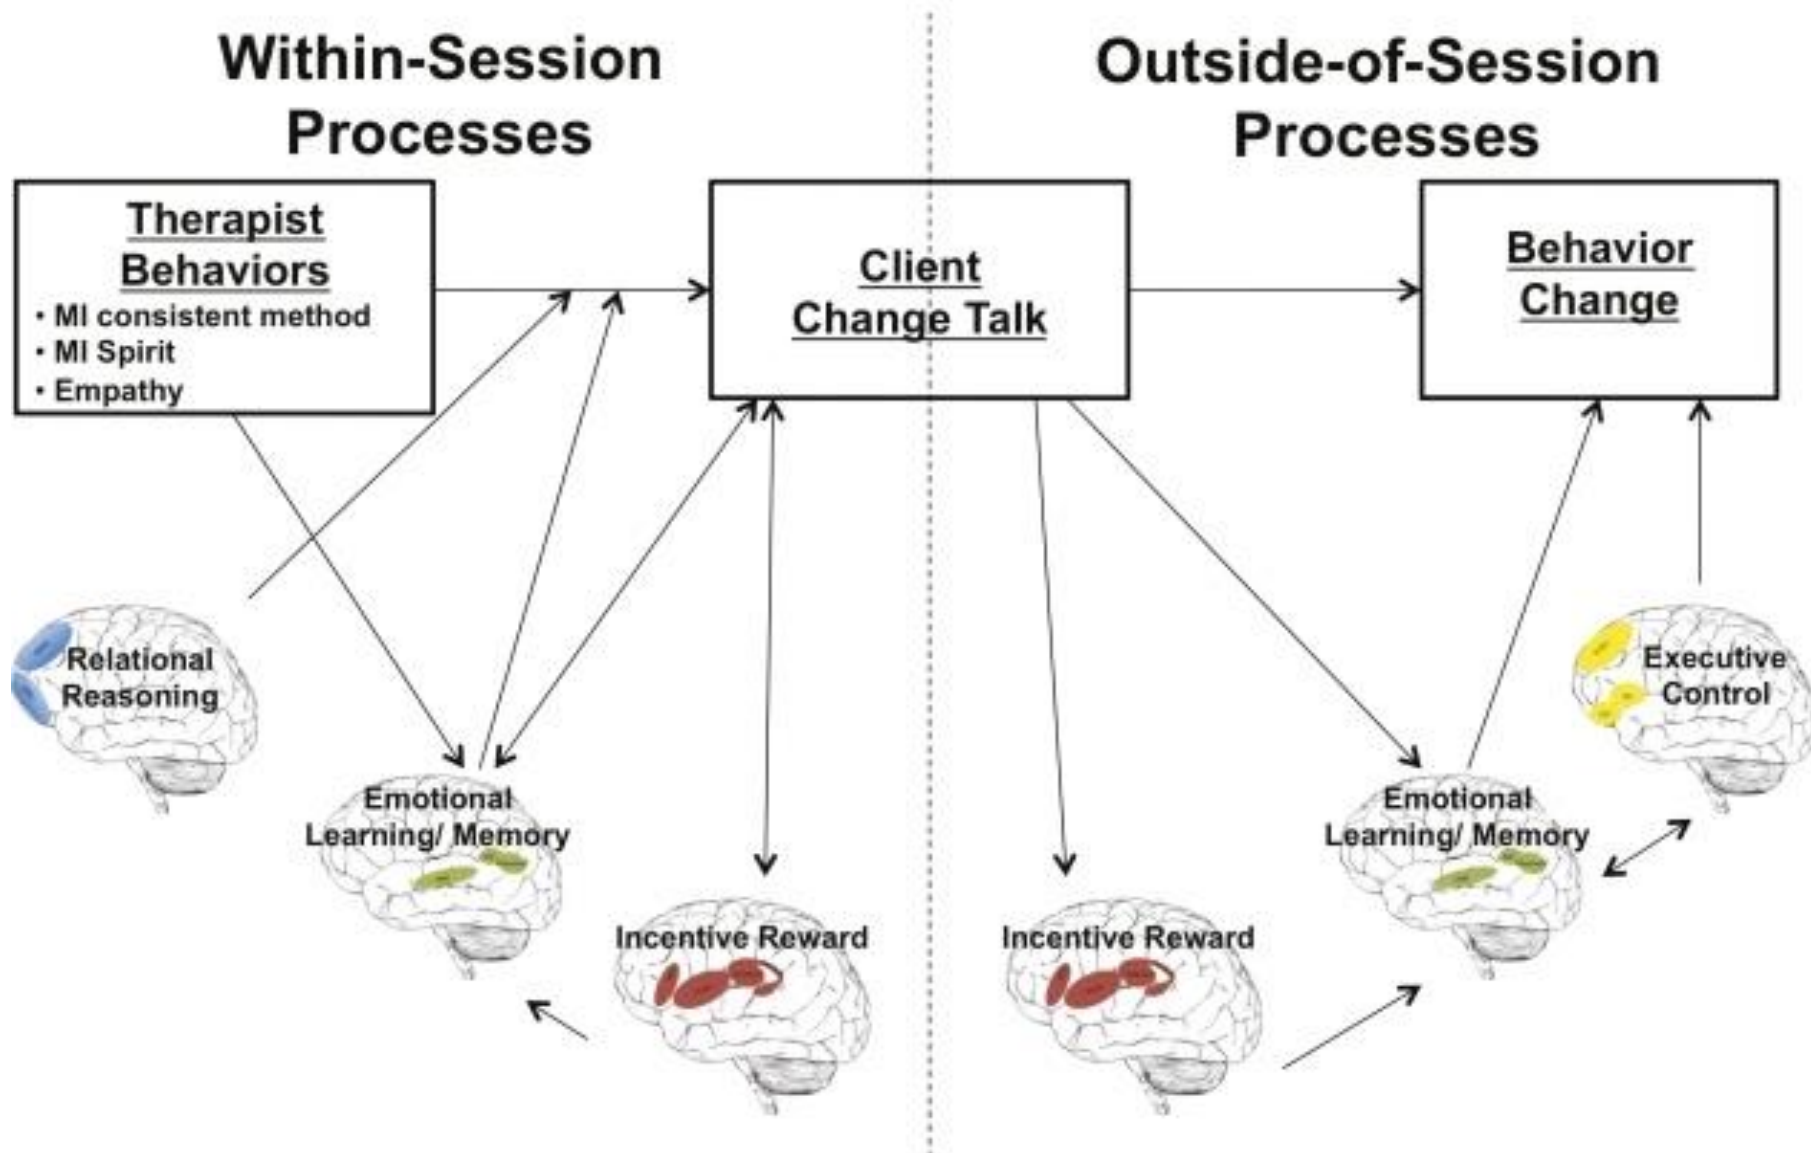 Within-Session
Processes
Outside-of-Session
Processes
Therapist
Behaviors
• MI consistent method
• MI Spirit
• Empathy
Client
Change Talk
Behavior
Change
Relational
Reasoning
Emotional
Learning/ Memory
Incentive Reward
Incentive Reward
Emotional
Learning/ Memory
Executive
Control